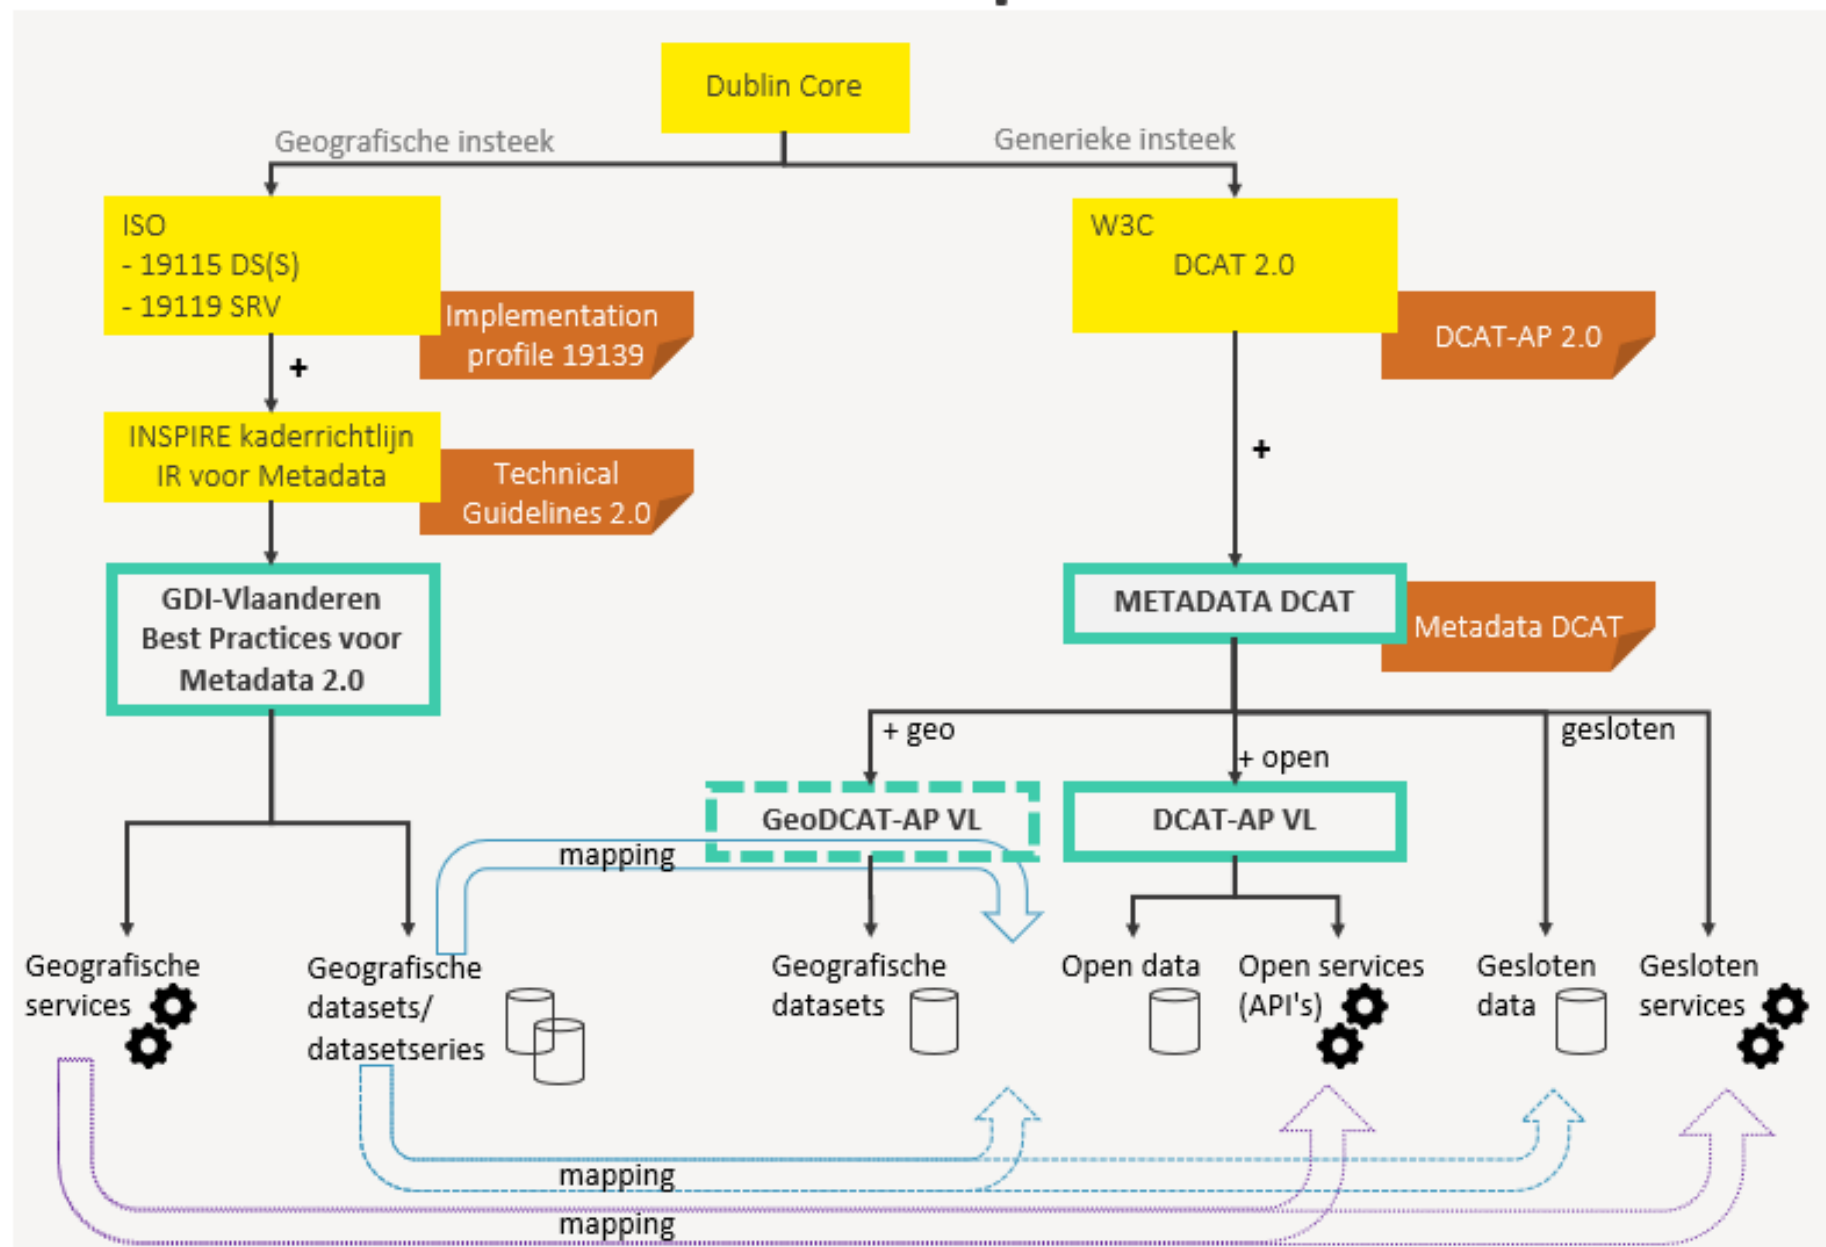 Dublin Core
Geografische insteek
Generieke insteek
ISO
- 19115 DS(S)
- 19119 SRV
Implementation
profile 19139
W3C
DCAT 2.0
DCAT-AP 2.0
+
+
INSPIRE kaderrichtlijn
IR voor Metadata
Technical
Guidelines 2.0
GDI-Vlaanderen
Best Practices voor
Metadata 2.0
METADATA DCAT
Metadata DCAT
+ geo
+ open
gesloten
GeoDCAT-AP VL
DCAT-AP VL
mapping
Geografische
services
Geografische
datasets/
datasetseries
Geografische
datasets
Open data
Open services
(API's)
Gesloten
data
Gesloten
services
mapping
mapping